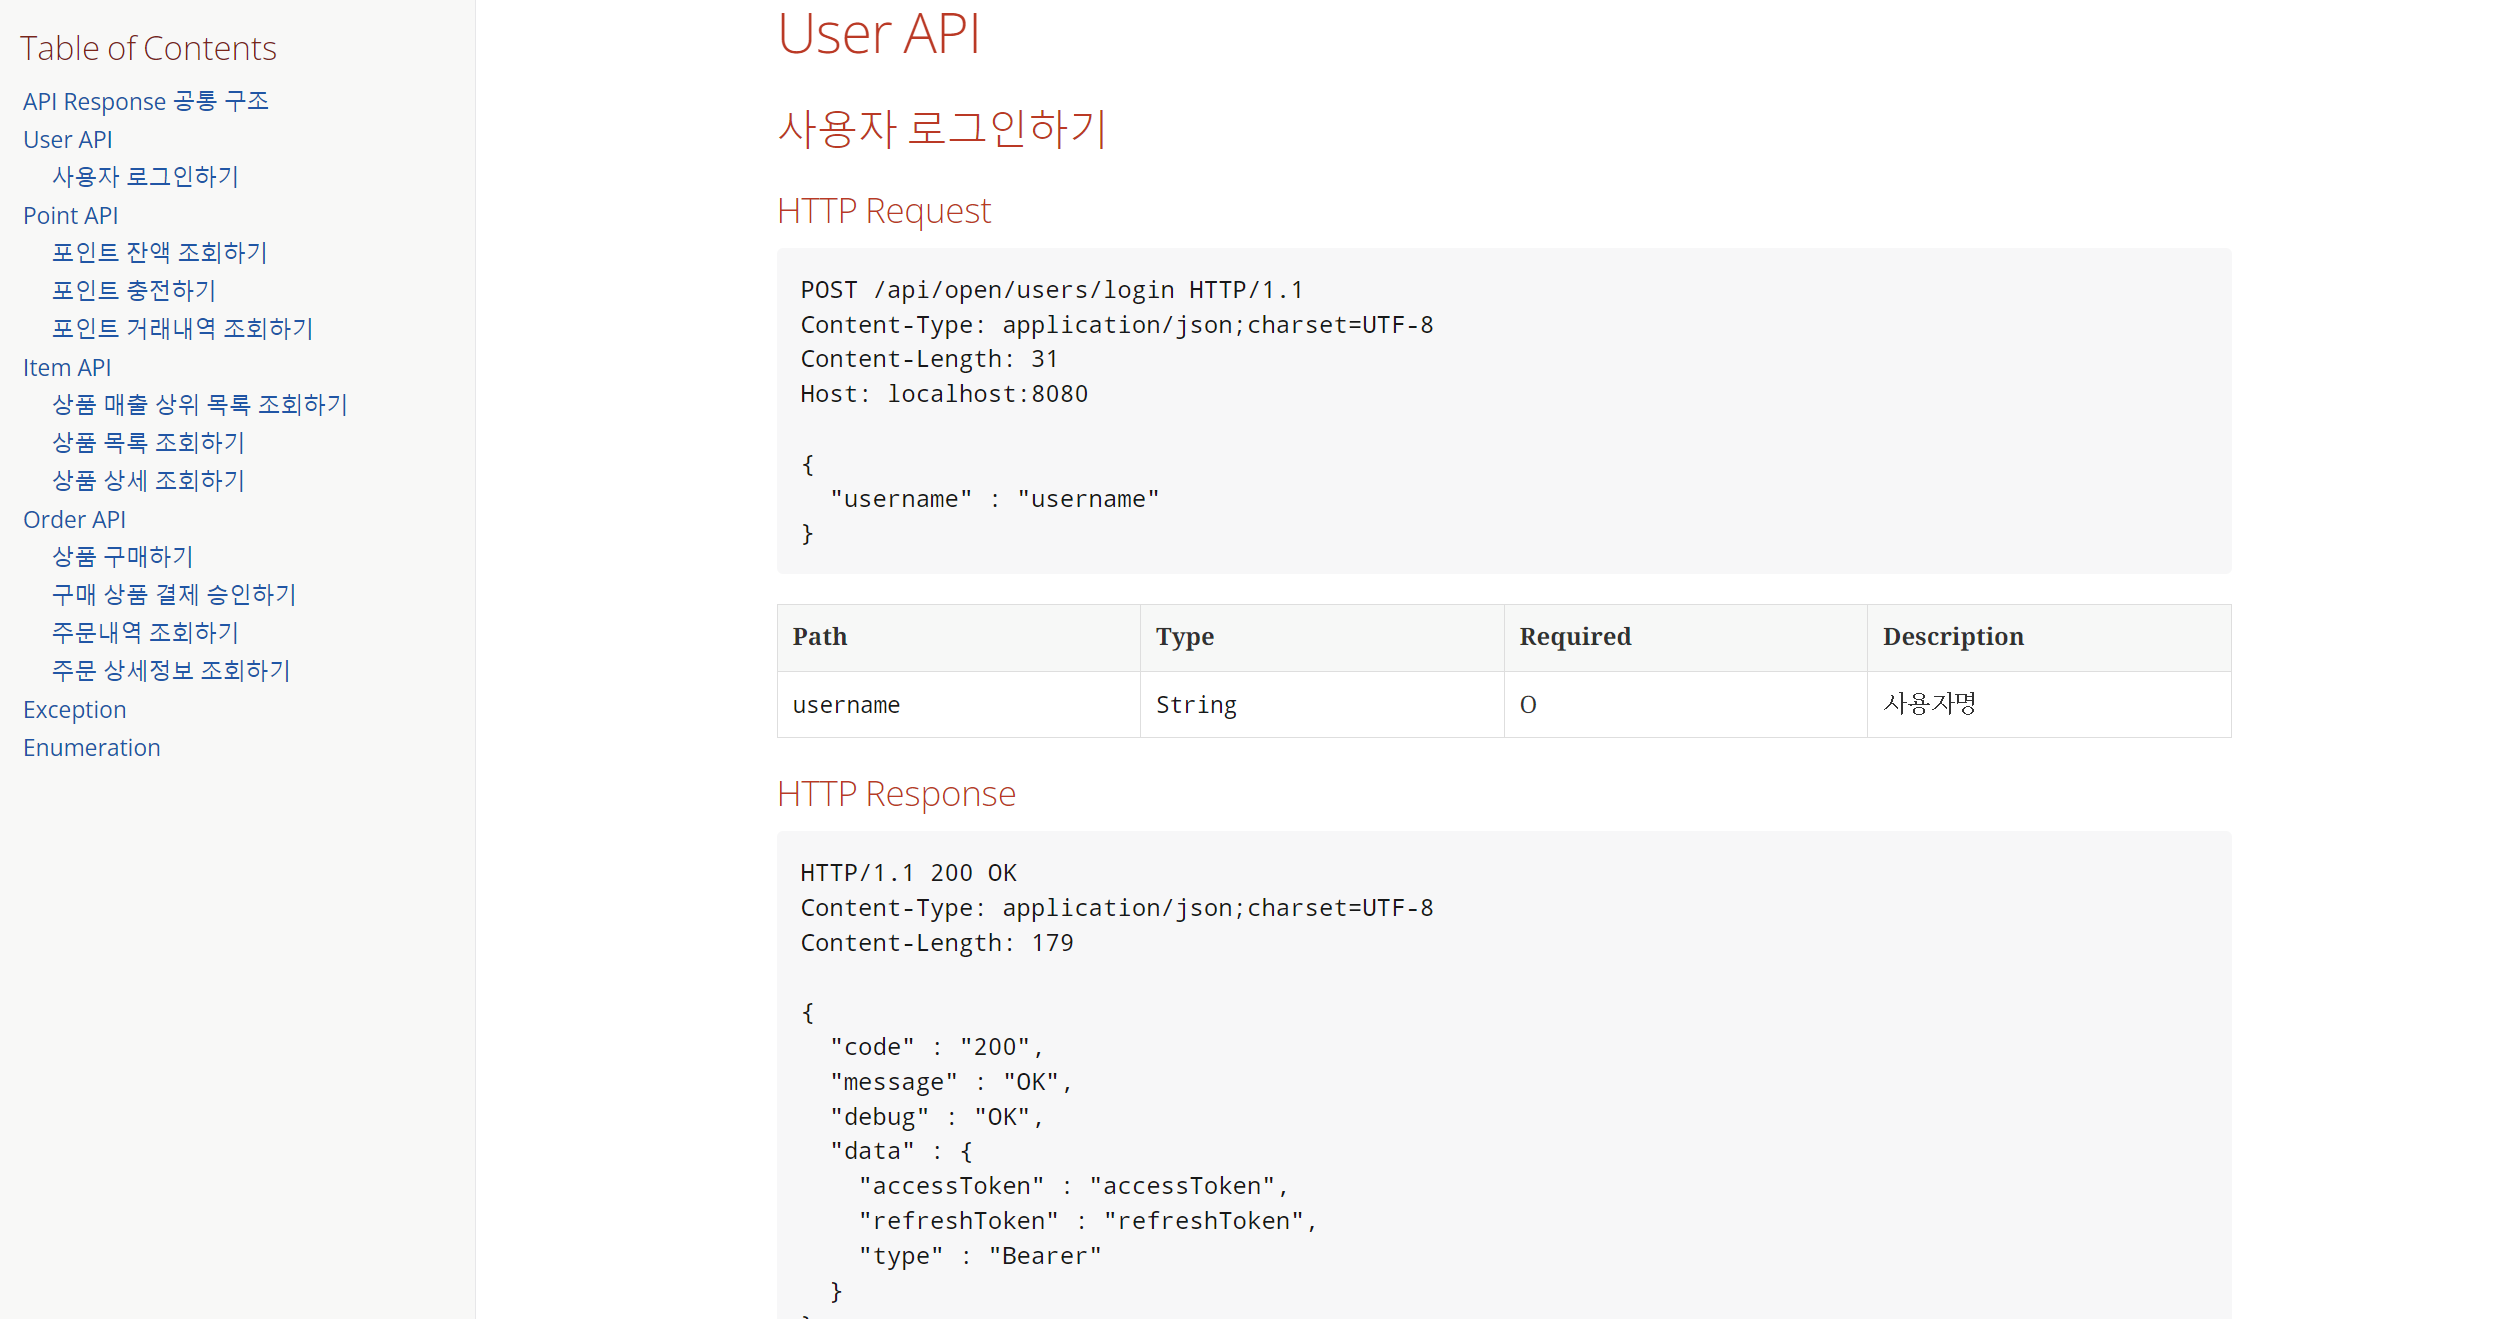 Table of Contents
API Response 공통 구조
User API
사용자 로그인하기
Point API
포인트 잔액 조회하기
포인트 충전하기
포인트 거래내역 조회하기
Item API
상품 매출 상위 목록 조회하기
상품 목록 조회하기
상품 상세 조회하기
Order API
상품 구매하기
구매 상품 결제 승인하기
주문내역 조회하기
주문 상세정보 조회하기
Exception
Enumeration
User API
사용자 로그인하기
HTTP Request
POST /api/open/users/login HTTP/1.1
Content-Type: application/json;charset=UTF-8
Content-Length: 31
Host: localhost:8080
{
  "username" : "username"
}
Path Type Required Description
username String O 사용자명
HTTP Response
HTTP/1.1 200 OK
Content-Type: application/json;charset=UTF-8
Content-Length: 179
{
  "code" : "200",
  "message" : "OK",
  "debug" : "OK",
  "data" : {
    "accessToken" : "accessToken",
    "refreshToken" : "refreshToken",
    "type" : "Bearer"
  }